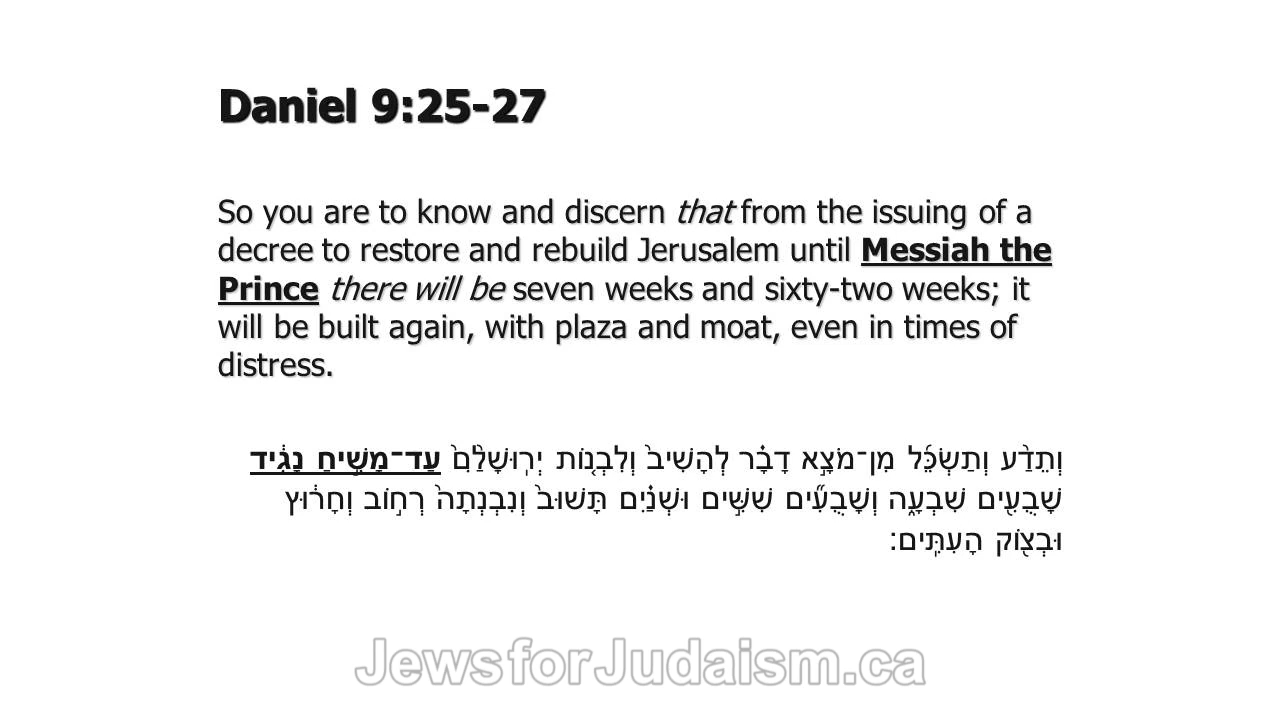 Daniel 9:25-27
So you are to know and discern that from the issuing of a
decree to restore and rebuild Jerusalem until Messiah the
Prince there will be seven weeks and sixty-two weeks; it
will be built again, with plaza and moat, even in times of
distress.
וְתֵדַ֨ע וְתַשְׂכֵּ֜ל מִן־מֹצָ֣א דָבָ֗ר לְהָשִׁיב֙ וְלִבְנ֤וֹת יְרֽוּשָׁלִַ֙ם֙ עַד־מָשִׁ֣יחַ נָגִ֔יד
שָׁבֻעִ֖ים שִׁבְעָ֑ה וְשָׁבֻעִ֞ים שִׁשִּׁ֣ים וּשְׁנַ֗יִם תָּשׁוּב֙ וְנִבְנְתָה֙ רְח֣וֹב וְחָר֔וּץ
וּבְצ֖וֹק הָעִתִּֽים׃
JewsforJudaism.ca